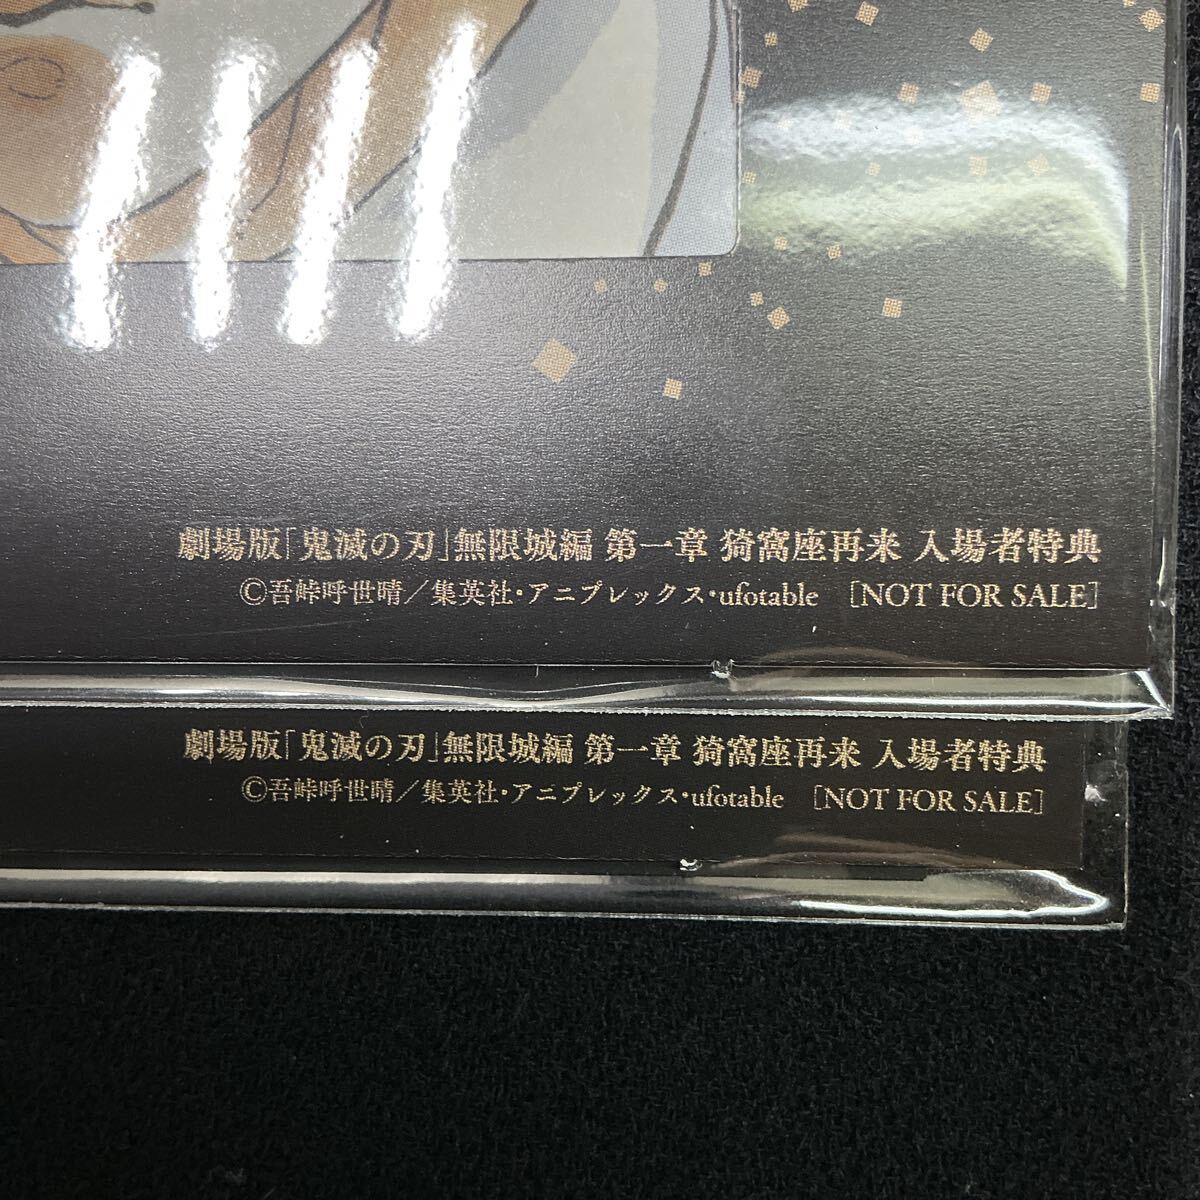 劇場版「鬼滅の刃」無限城編 第一章 猗窩座再来 入場者特典
©吾峠呼世晴／集英社・アニプレックス・ufotable ［NOT FOR SALE］
劇場版「鬼滅の刃」無限城編 第一章 猗窩座再来 入場者特典
©吾峠呼世晴／集英社・アニプレックス・ufotable ［NOT FOR SALE］